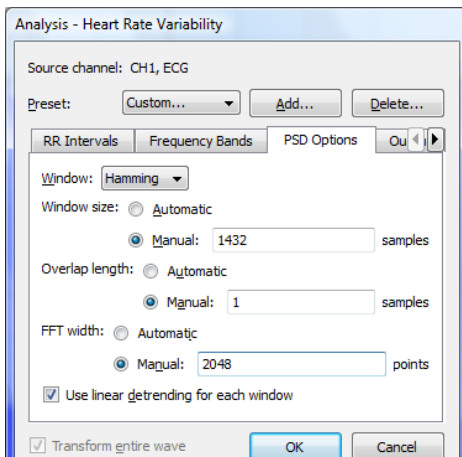 Analysis - Heart Rate Variability
Source channel: CH1, ECG
Preset: Custom... Add... Delete...
RR Intervals Frequency Bands PSD Options Ou
Window: Hamming
Window size: Automatic
Manual: 1432 samples
Overlap length: Automatic
Manual: 1 samples
FFT width: Automatic
Manual: 2048 points
Use linear detrending for each window
Transform entire wave OK Cancel